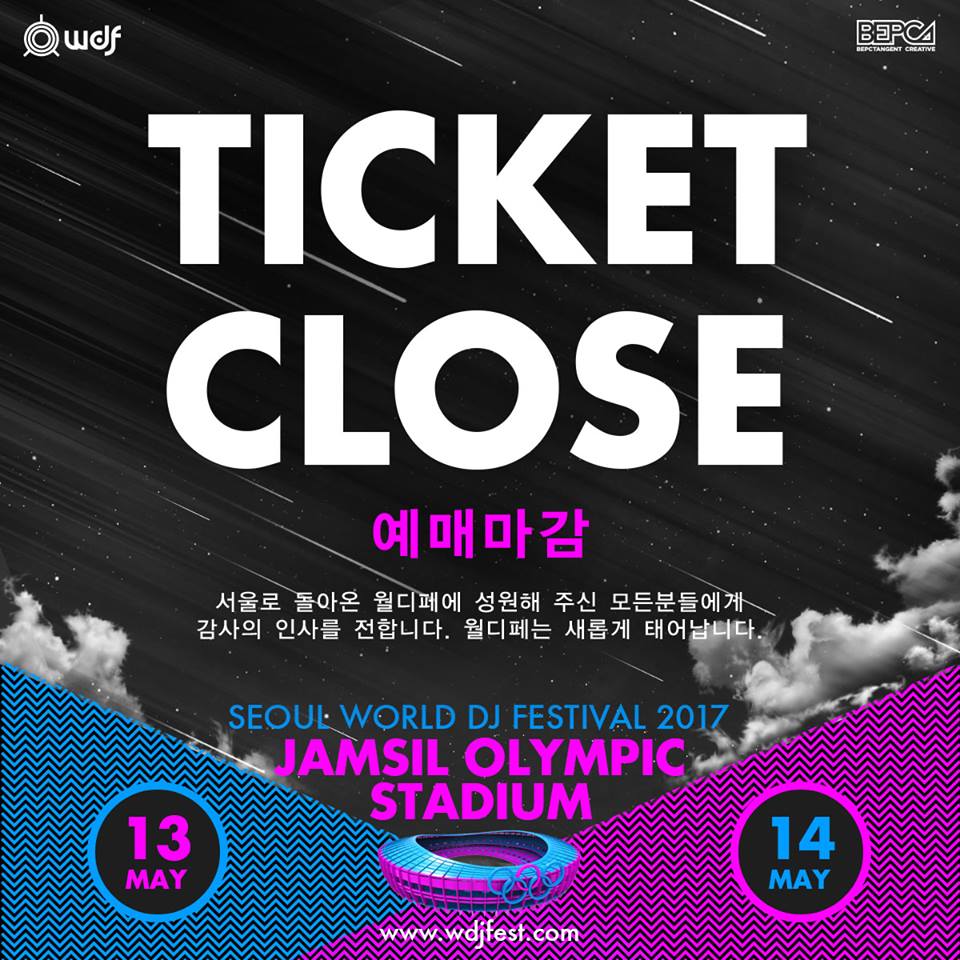 wdf
BEPCA
BEPCTANGENT CREATIVE
TICKET
CLOSE
예매마감
서울로 돌아온 월디페에 성원해 주신 모든분들에게
감사의 인사를 전합니다. 월디페는 새롭게 태어납니다.
SEOUL WORLD DJ FESTIVAL 2017
JAMSIL OLYMPIC
STADIUM
13
MAY
14
MAY
www.wdjfest.com